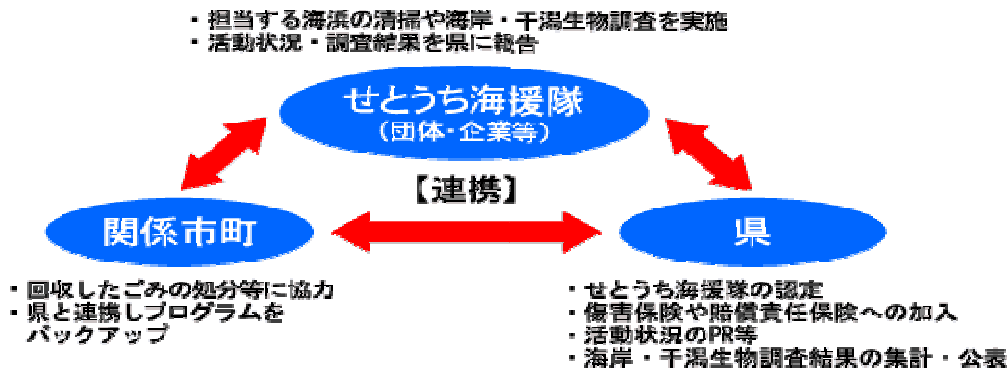 ・担当する海浜の清掃や海岸・干潟生物調査を実施
・活動状況・調査結果を県に報告
せとうち海援隊
(団体・企業等)
【連携】
関係市町
県
・回収したごみの処分等に協力
・県と連携しプログラムを
バックアップ
・せとうち海援隊の認定
・傷害保険や賠償責任保険への加入
・活動状況のPR等
・海岸・干潟生物調査結果の集計・公表